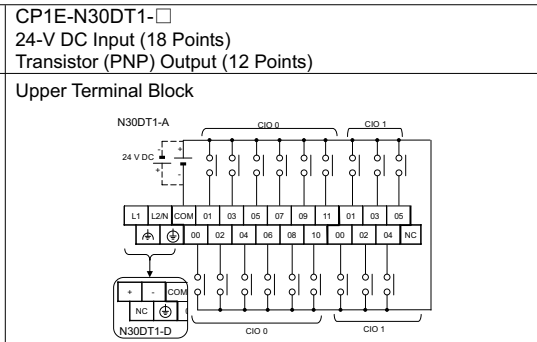 CP1E-N30DT1-□
24-V DC Input (18 Points)
Transistor (PNP) Output (12 Points)
Upper Terminal Block
N30DT1-A
CIO 0
CIO 1
24 V DC
- +
+ -
L1 L2/N COM 01 03 05 07 09 11 01 03 05
00 02 04 06 08 10 00 02 04 NC
+ - COM
NC
N30DT1-D
CIO 0
CIO 1